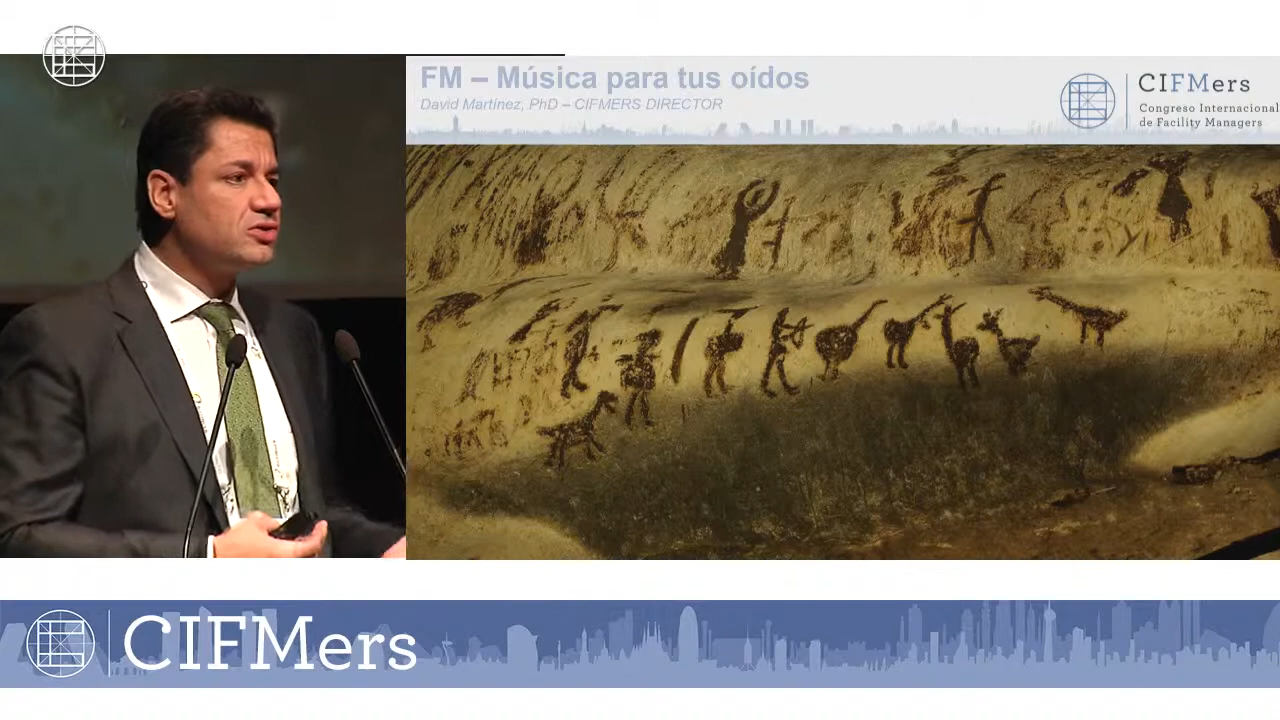 FM – Música para tus oídos
David Martínez, PhD – CIFMERS DIRECTOR
CIFMers
Congreso Internacional
de Facility Managers
CIFMers